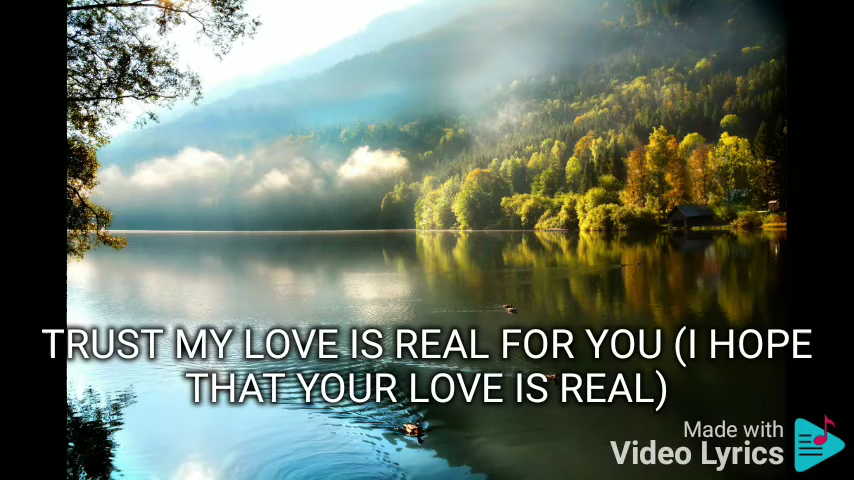 TRUST MY LOVE IS REAL FOR YOU (I HOPE
THAT YOUR LOVE IS REAL)
Made with
Video Lyrics